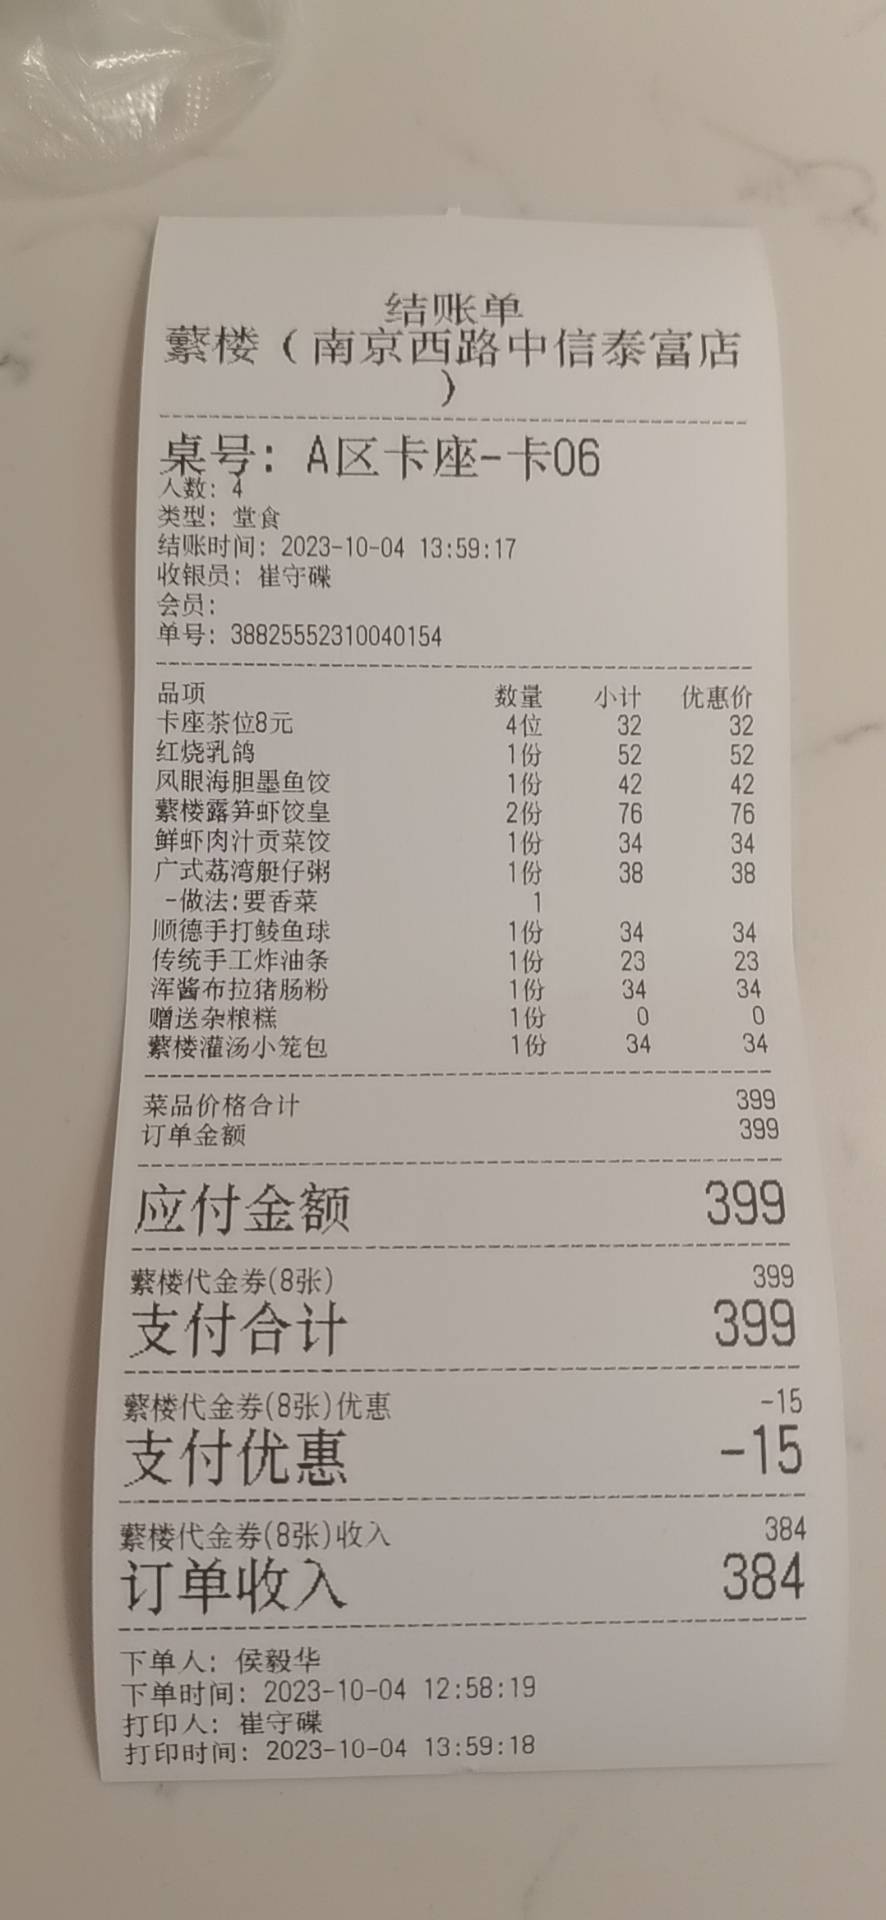 结账单
蘩楼（南京西路中信泰富店
）
桌号：A区卡座-卡06
人数：4
类型：堂食
结账时间：2023-10-04 13:59:17
收银员：崔守碟
会员：
单号：38825552310040154
品项 数量 小计 优惠价
卡座茶位8元 4位 32 32
红烧乳鸽 1份 52 52
凤眼海胆墨鱼饺 1份 42 42
蘩楼露笋虾饺皇 2份 76 76
鲜虾肉汁贡菜饺 1份 34 34
广式荔湾艇仔粥 1份 38 38
-做法:要香菜 1
顺德手打鲮鱼球 1份 34 34
传统手工炸油条 1份 23 23
浑酱布拉猪肠粉 1份 34 34
赠送杂粮糕 1份 0 0
蘩楼灌汤小笼包 1份 34 34
菜品价格合计 399
订单金额 399
应付金额 399
蘩楼代金券(8张) 399
支付合计 399
蘩楼代金券(8张)优惠 -15
支付优惠 -15
蘩楼代金券(8张)收入 384
订单收入 384
下单人：侯毅华
下单时间：2023-10-04 12:58:19
打印人：崔守碟
打印时间：2023-10-04 13:59:18